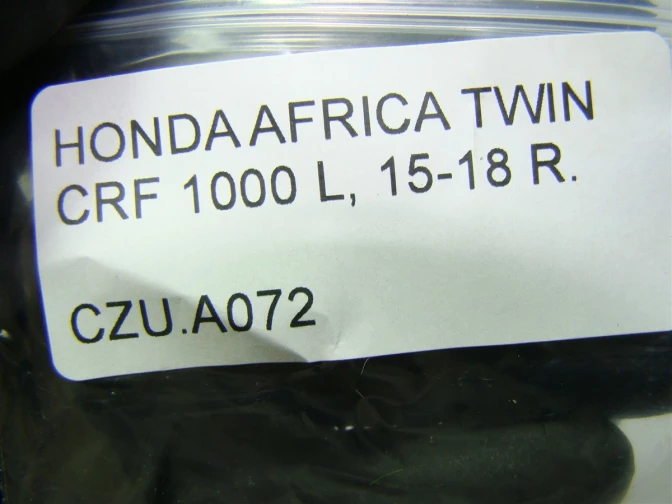 HONDA AFRICA TWIN
CRF 1000 L, 15-18 R.
CZU.A072